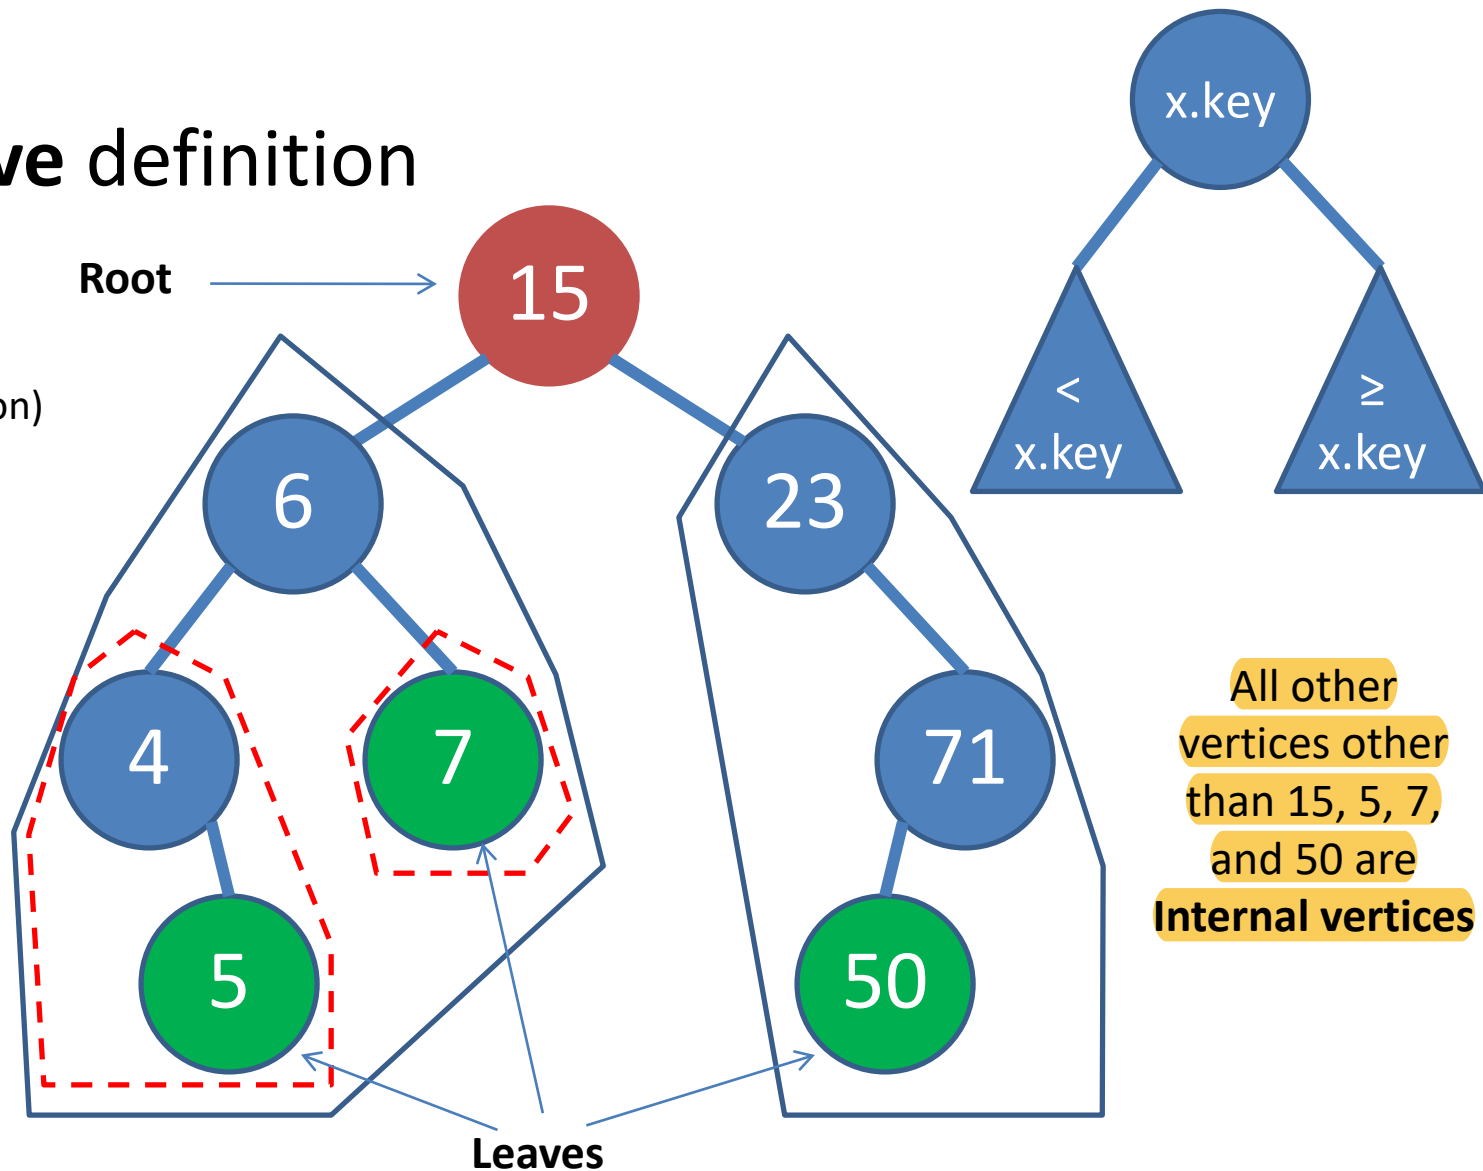 ve definition
x.key
Root
15
on)
<
x.key
≥
x.key
6
23
4
7
71
All other
vertices other
than 15, 5, 7,
and 50 are
Internal vertices
5
50
Leaves